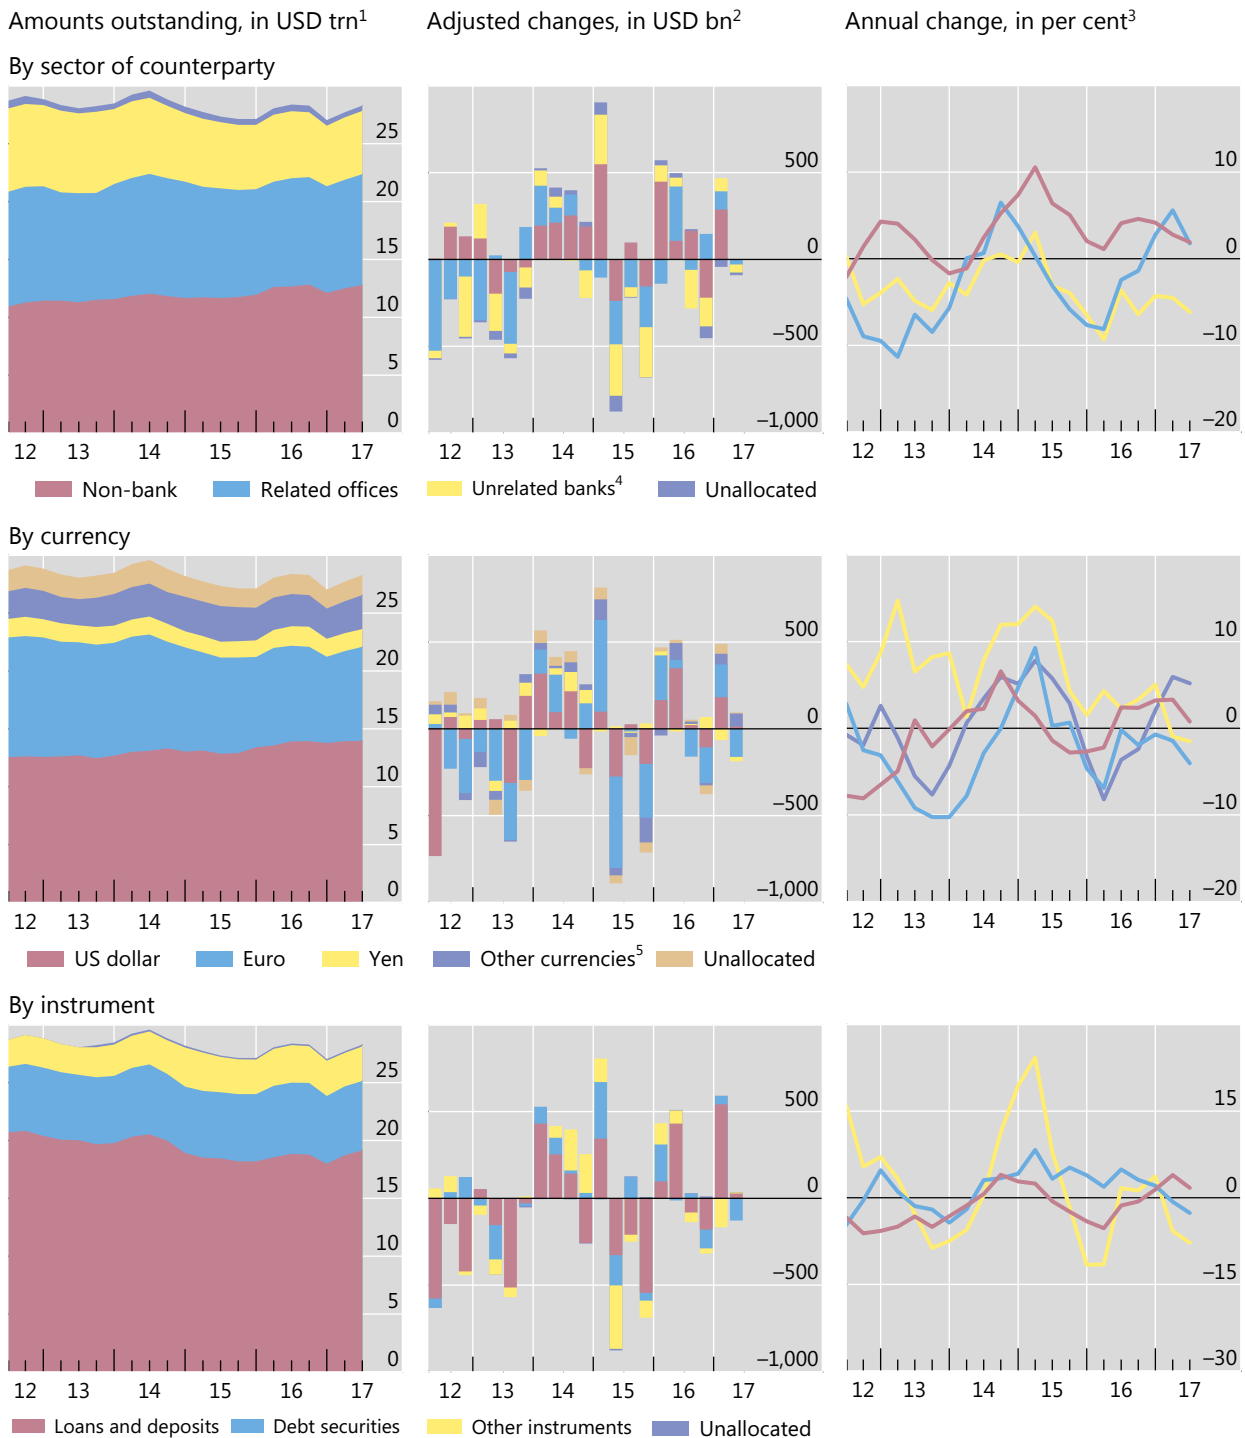 Amounts outstanding, in USD trn¹ Adjusted changes, in USD bn² Annual change, in per cent³
By sector of counterparty
25
20
15
10
5
0
12 13 14 15 16 17
500
0
–500
–1,000
12 13 14 15 16 17
10
0
–10
–20
12 13 14 15 16 17
Non-bank Related offices Unrelated banks⁴ Unallocated
By currency
25
20
15
10
5
0
12 13 14 15 16 17
500
0
–500
–1,000
12 13 14 15 16 17
10
0
–10
–20
12 13 14 15 16 17
US dollar Euro Yen Other currencies⁵ Unallocated
By instrument
25
20
15
10
5
0
12 13 14 15 16 17
500
0
–500
–1,000
12 13 14 15 16 17
15
0
–15
–30
12 13 14 15 16 17
Loans and deposits Debt securities Other instruments Unallocated